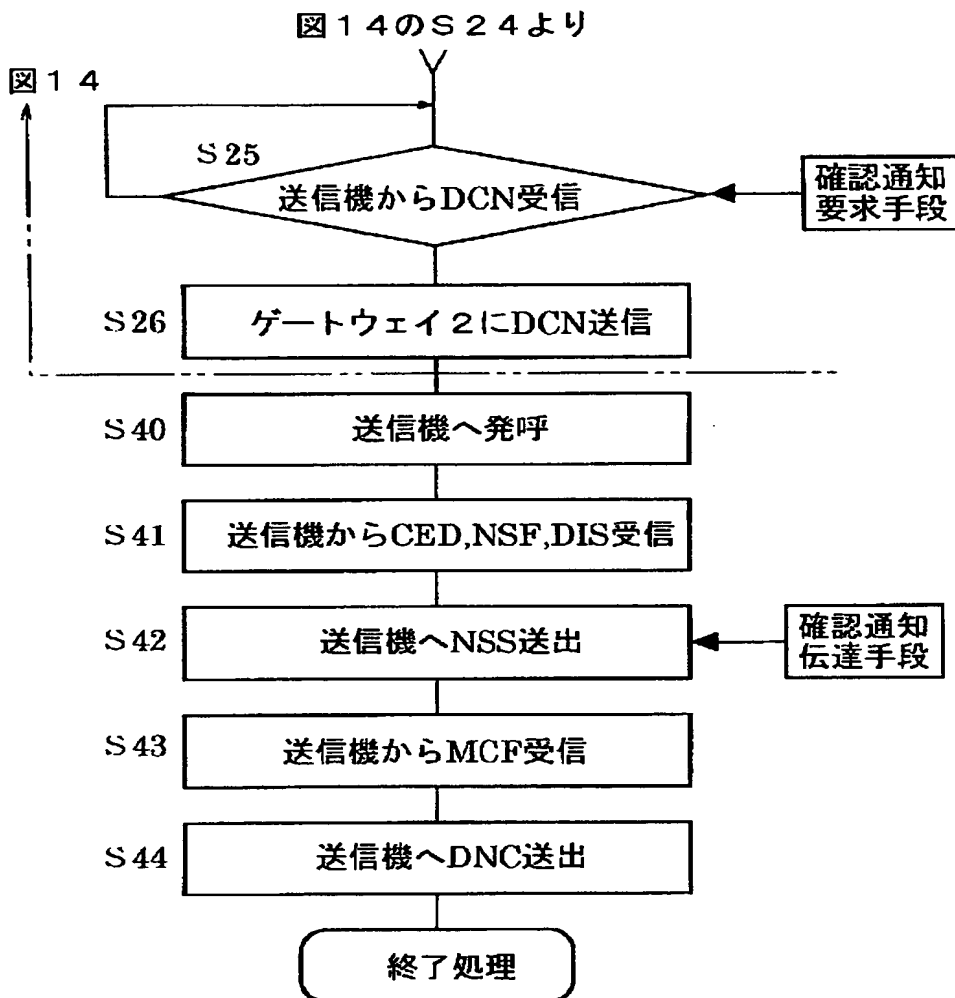 図14のS24より
図14
S25
送信機からDCN受信
確認通知
要求手段
S26
ゲートウェイ2にDCN送信
S40
送信機へ発呼
S41
送信機からCED,NSF,DIS受信
S42
送信機へNSS送出
確認通知
伝達手段
S43
送信機からMCF受信
S44
送信機へDNC送出
終了処理